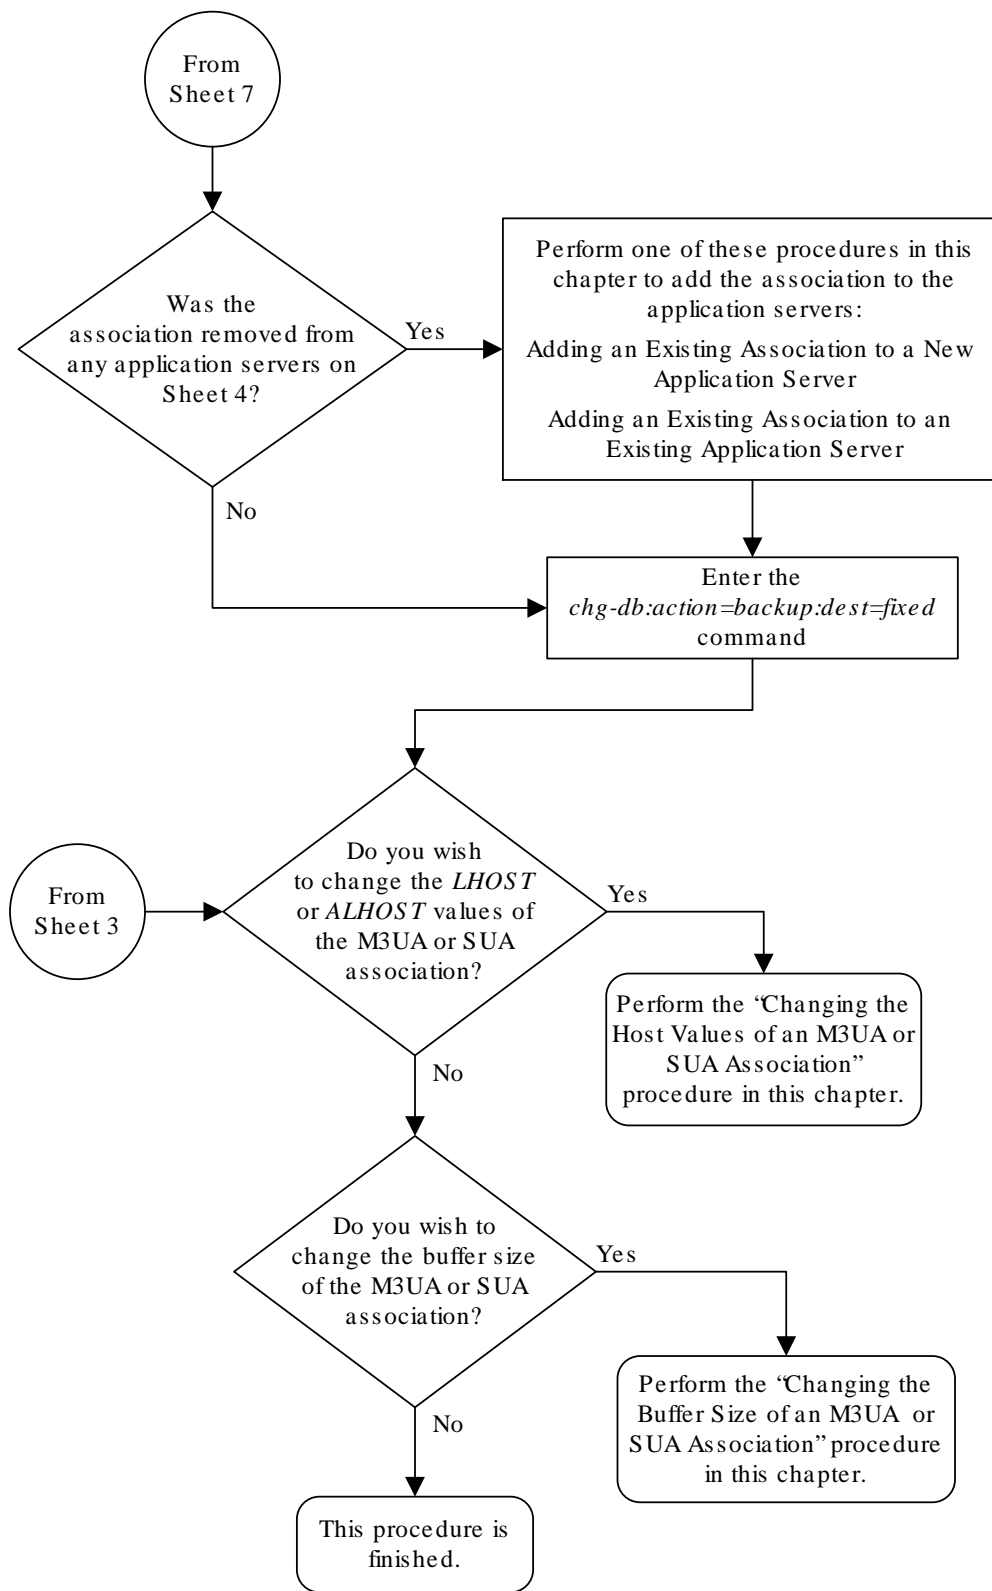 From
Sheet 7
Was the
association removed from
any application servers on
Sheet 4?
Yes
No
Perform one of these procedures in this
chapter to add the association to the
application servers:
Adding an Existing Association to a New
Application Server
Adding an Existing Association to an
Existing Application Server
Enter the
chg-db:action=backup:dest=fixed
command
From
Sheet 3
Do you wish
to change the LHOST
or ALHOST values of
the M3UA or SUA
association?
Yes
No
Perform the “Changing the
Host Values of an M3UA or
SUA Association”
procedure in this chapter.
Do you wish to
change the buffer size
of the M3UA or SUA
association?
Yes
No
Perform the “Changing the
Buffer Size of an M3UA or
SUA Association” procedure
in this chapter.
This procedure is
finished.